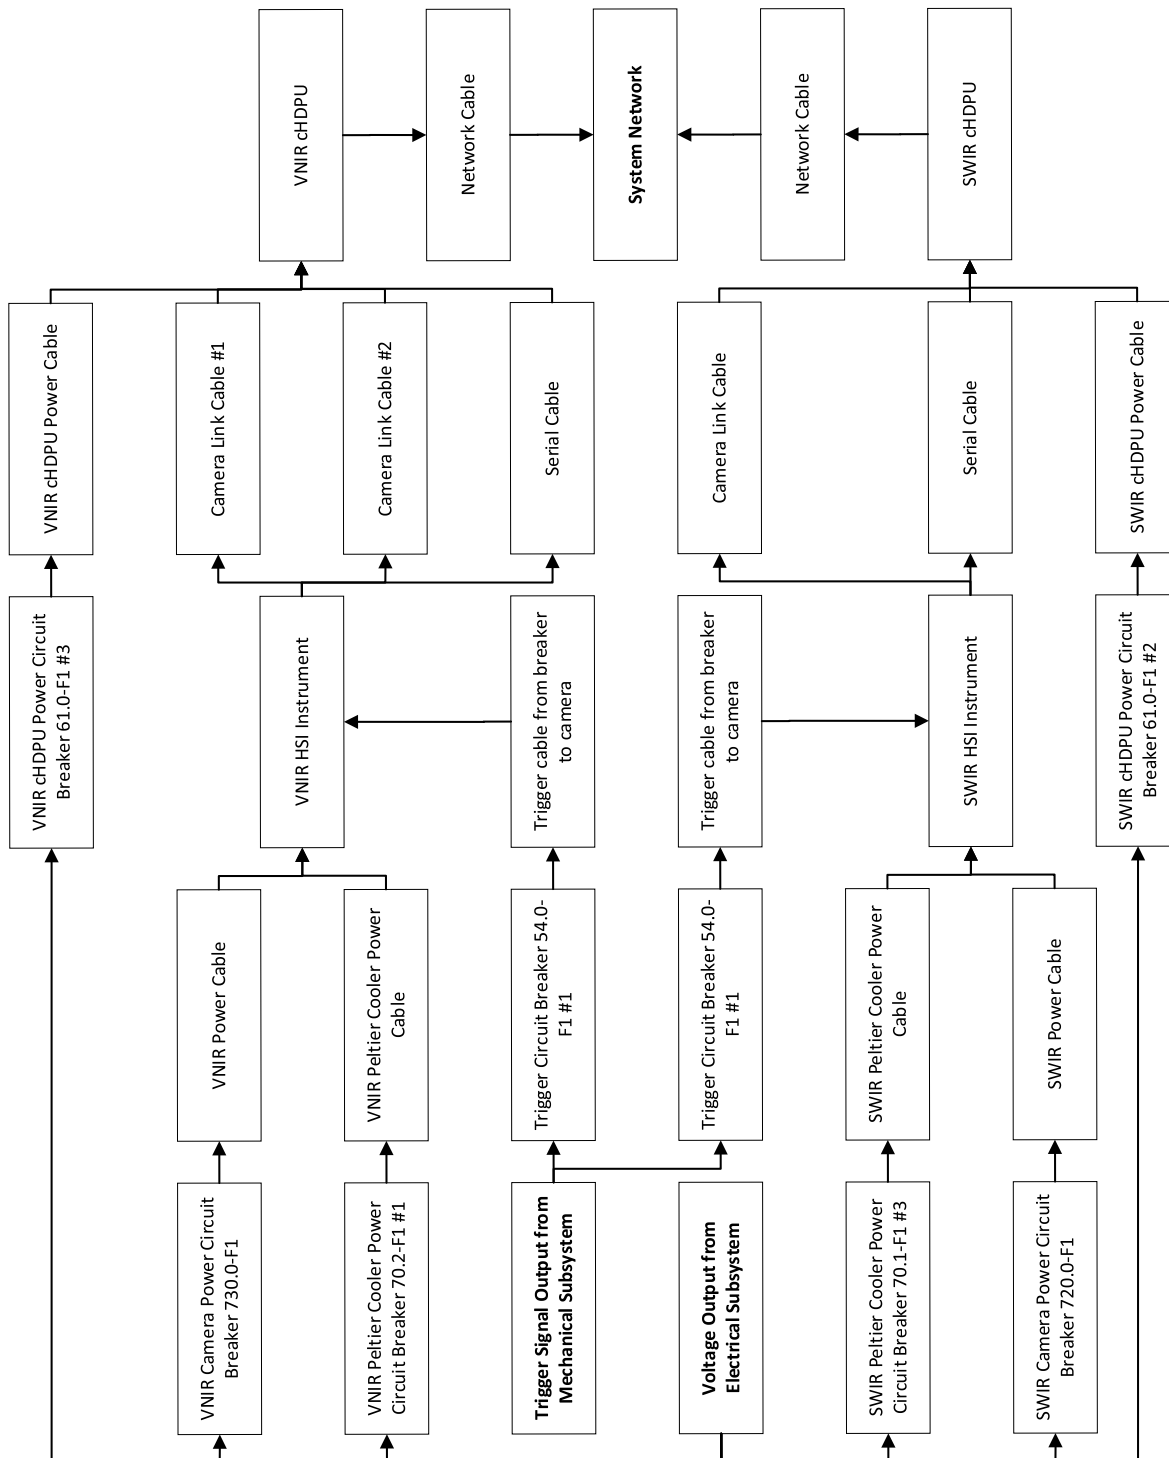 VNIR cHDPU
Network Cable
System Network
Network Cable
SWIR cHDPU
VNIR cHDPU Power Cable
Camera Link Cable #1
Camera Link Cable #2
Serial Cable
Camera Link Cable
Serial Cable
SWIR cHDPU Power Cable
VNIR cHDPU Power Circuit
Breaker 61.0-F1 #3
VNIR HSI Instrument
Trigger cable from breaker
to camera
Trigger cable from breaker
to camera
SWIR HSI Instrument
SWIR cHDPU Power Circuit
Breaker 61.0-F1 #2
VNIR Power Cable
VNIR Peltier Cooler Power
Cable
Trigger Circuit Breaker 54.0-
F1 #1
Trigger Circuit Breaker 54.0-
F1 #1
SWIR Peltier Cooler Power
Cable
SWIR Power Cable
VNIR Camera Power Circuit
Breaker 730.0-F1
VNIR Peltier Cooler Power
Circuit Breaker 70.2-F1 #1
Trigger Signal Output from
Mechanical Subsystem
Voltage Output from
Electrical Subsystem
SWIR Peltier Cooler Power
Circuit Breaker 70.1-F1 #3
SWIR Camera Power Circuit
Breaker 720.0-F1